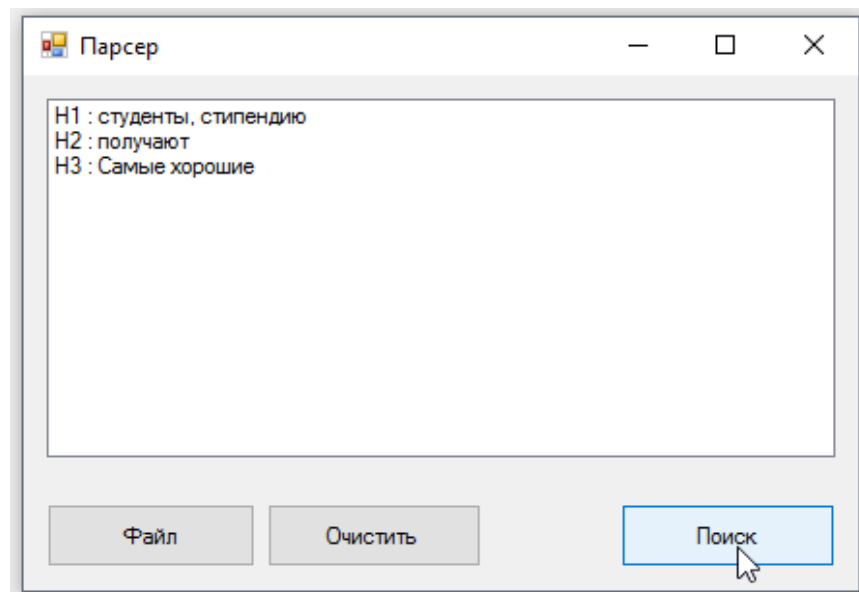 Парсер
H1 : студенты, стипендию
H2 : получают
H3 : Самые хорошие
Файл
Очистить
Поиск